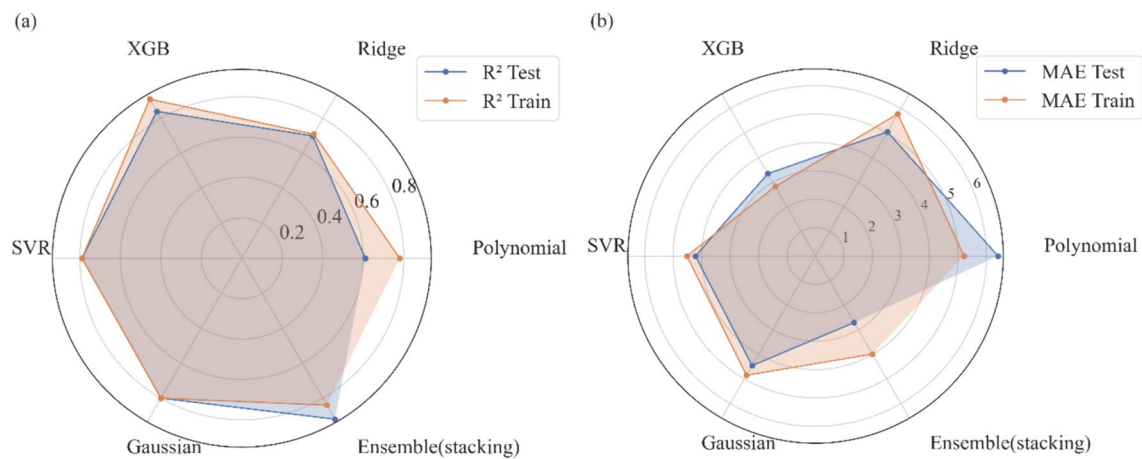 (a)
XGB
Ridge
R² Test
R² Train
0.2
0.4
0.6
0.8
SVR
Polynomial
Gaussian
Ensemble(stacking)
(b)
XGB
Ridge
MAE Test
MAE Train
1
2
3
4
5
6
SVR
Polynomial
Gaussian
Ensemble(stacking)